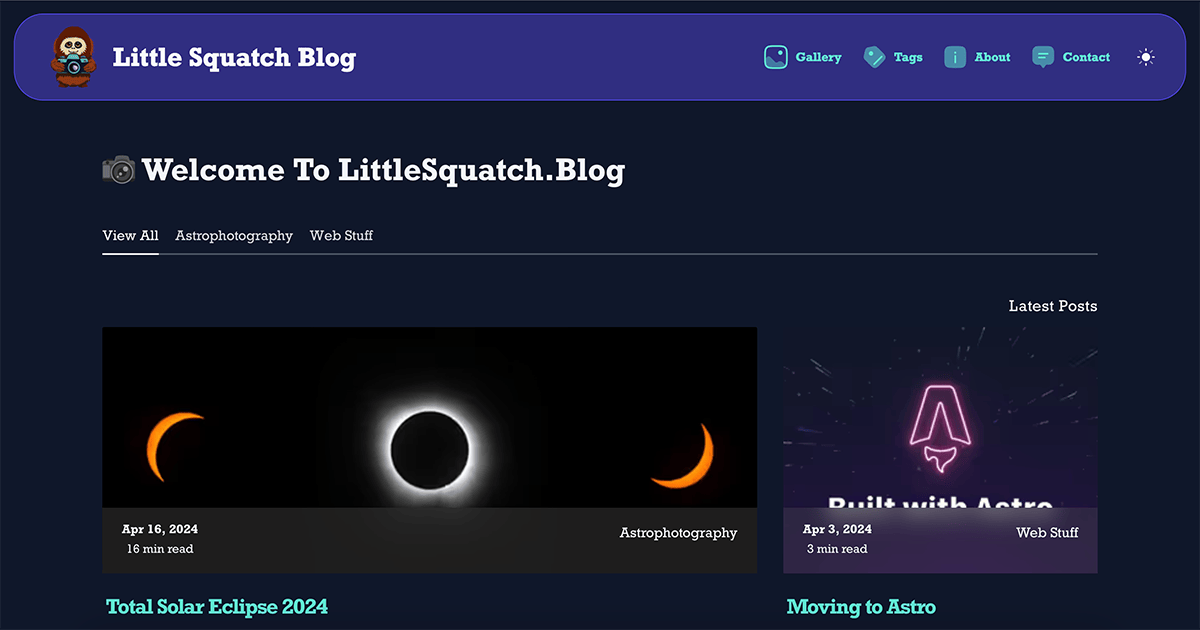 Little Squatch Blog
Gallery Tags About Contact
Welcome To LittleSquatch.Blog
View All Astrophotography Web Stuff
Latest Posts
Apr 16, 2024
16 min read
Astrophotography
Built with Astro
Apr 3, 2024
3 min read
Web Stuff
Total Solar Eclipse 2024
Moving to Astro